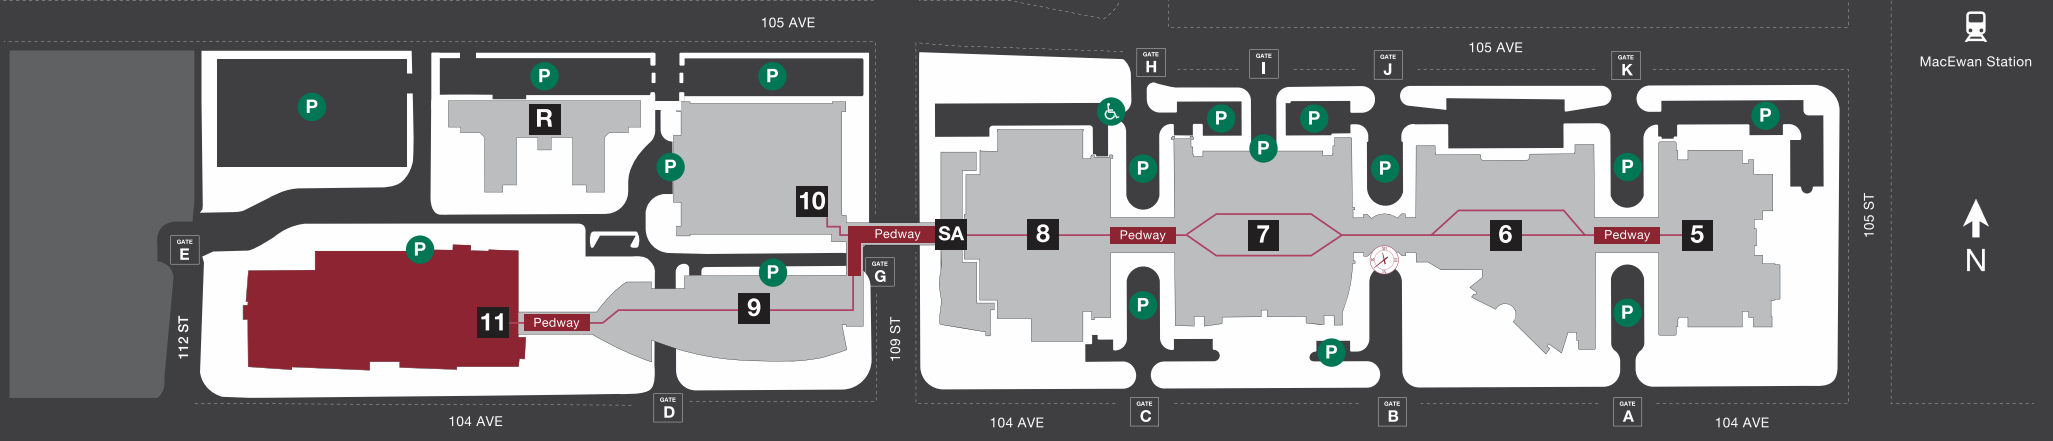 105 AVE
105 AVE
MacEwan Station
GATE
H
GATE
I
GATE
J
GATE
K
P
P
P
P
P
P
P
R
P
P
P
P
P
10
SA
8
7
6
5
Pedway
Pedway
Pedway
105 ST
N
GATE
E
P
GATE
G
P
9
11
Pedway
P
P
P
112 ST
109 ST
GATE
D
GATE
C
GATE
B
GATE
A
104 AVE
104 AVE
104 AVE